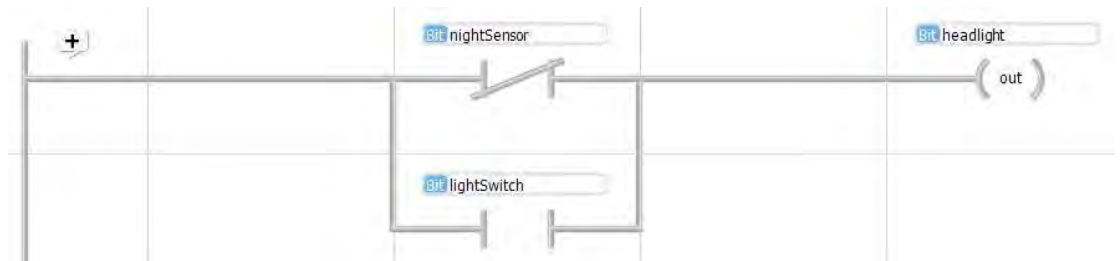 +
Bit nightSensor
Bit headlight
out
Bit lightSwitch